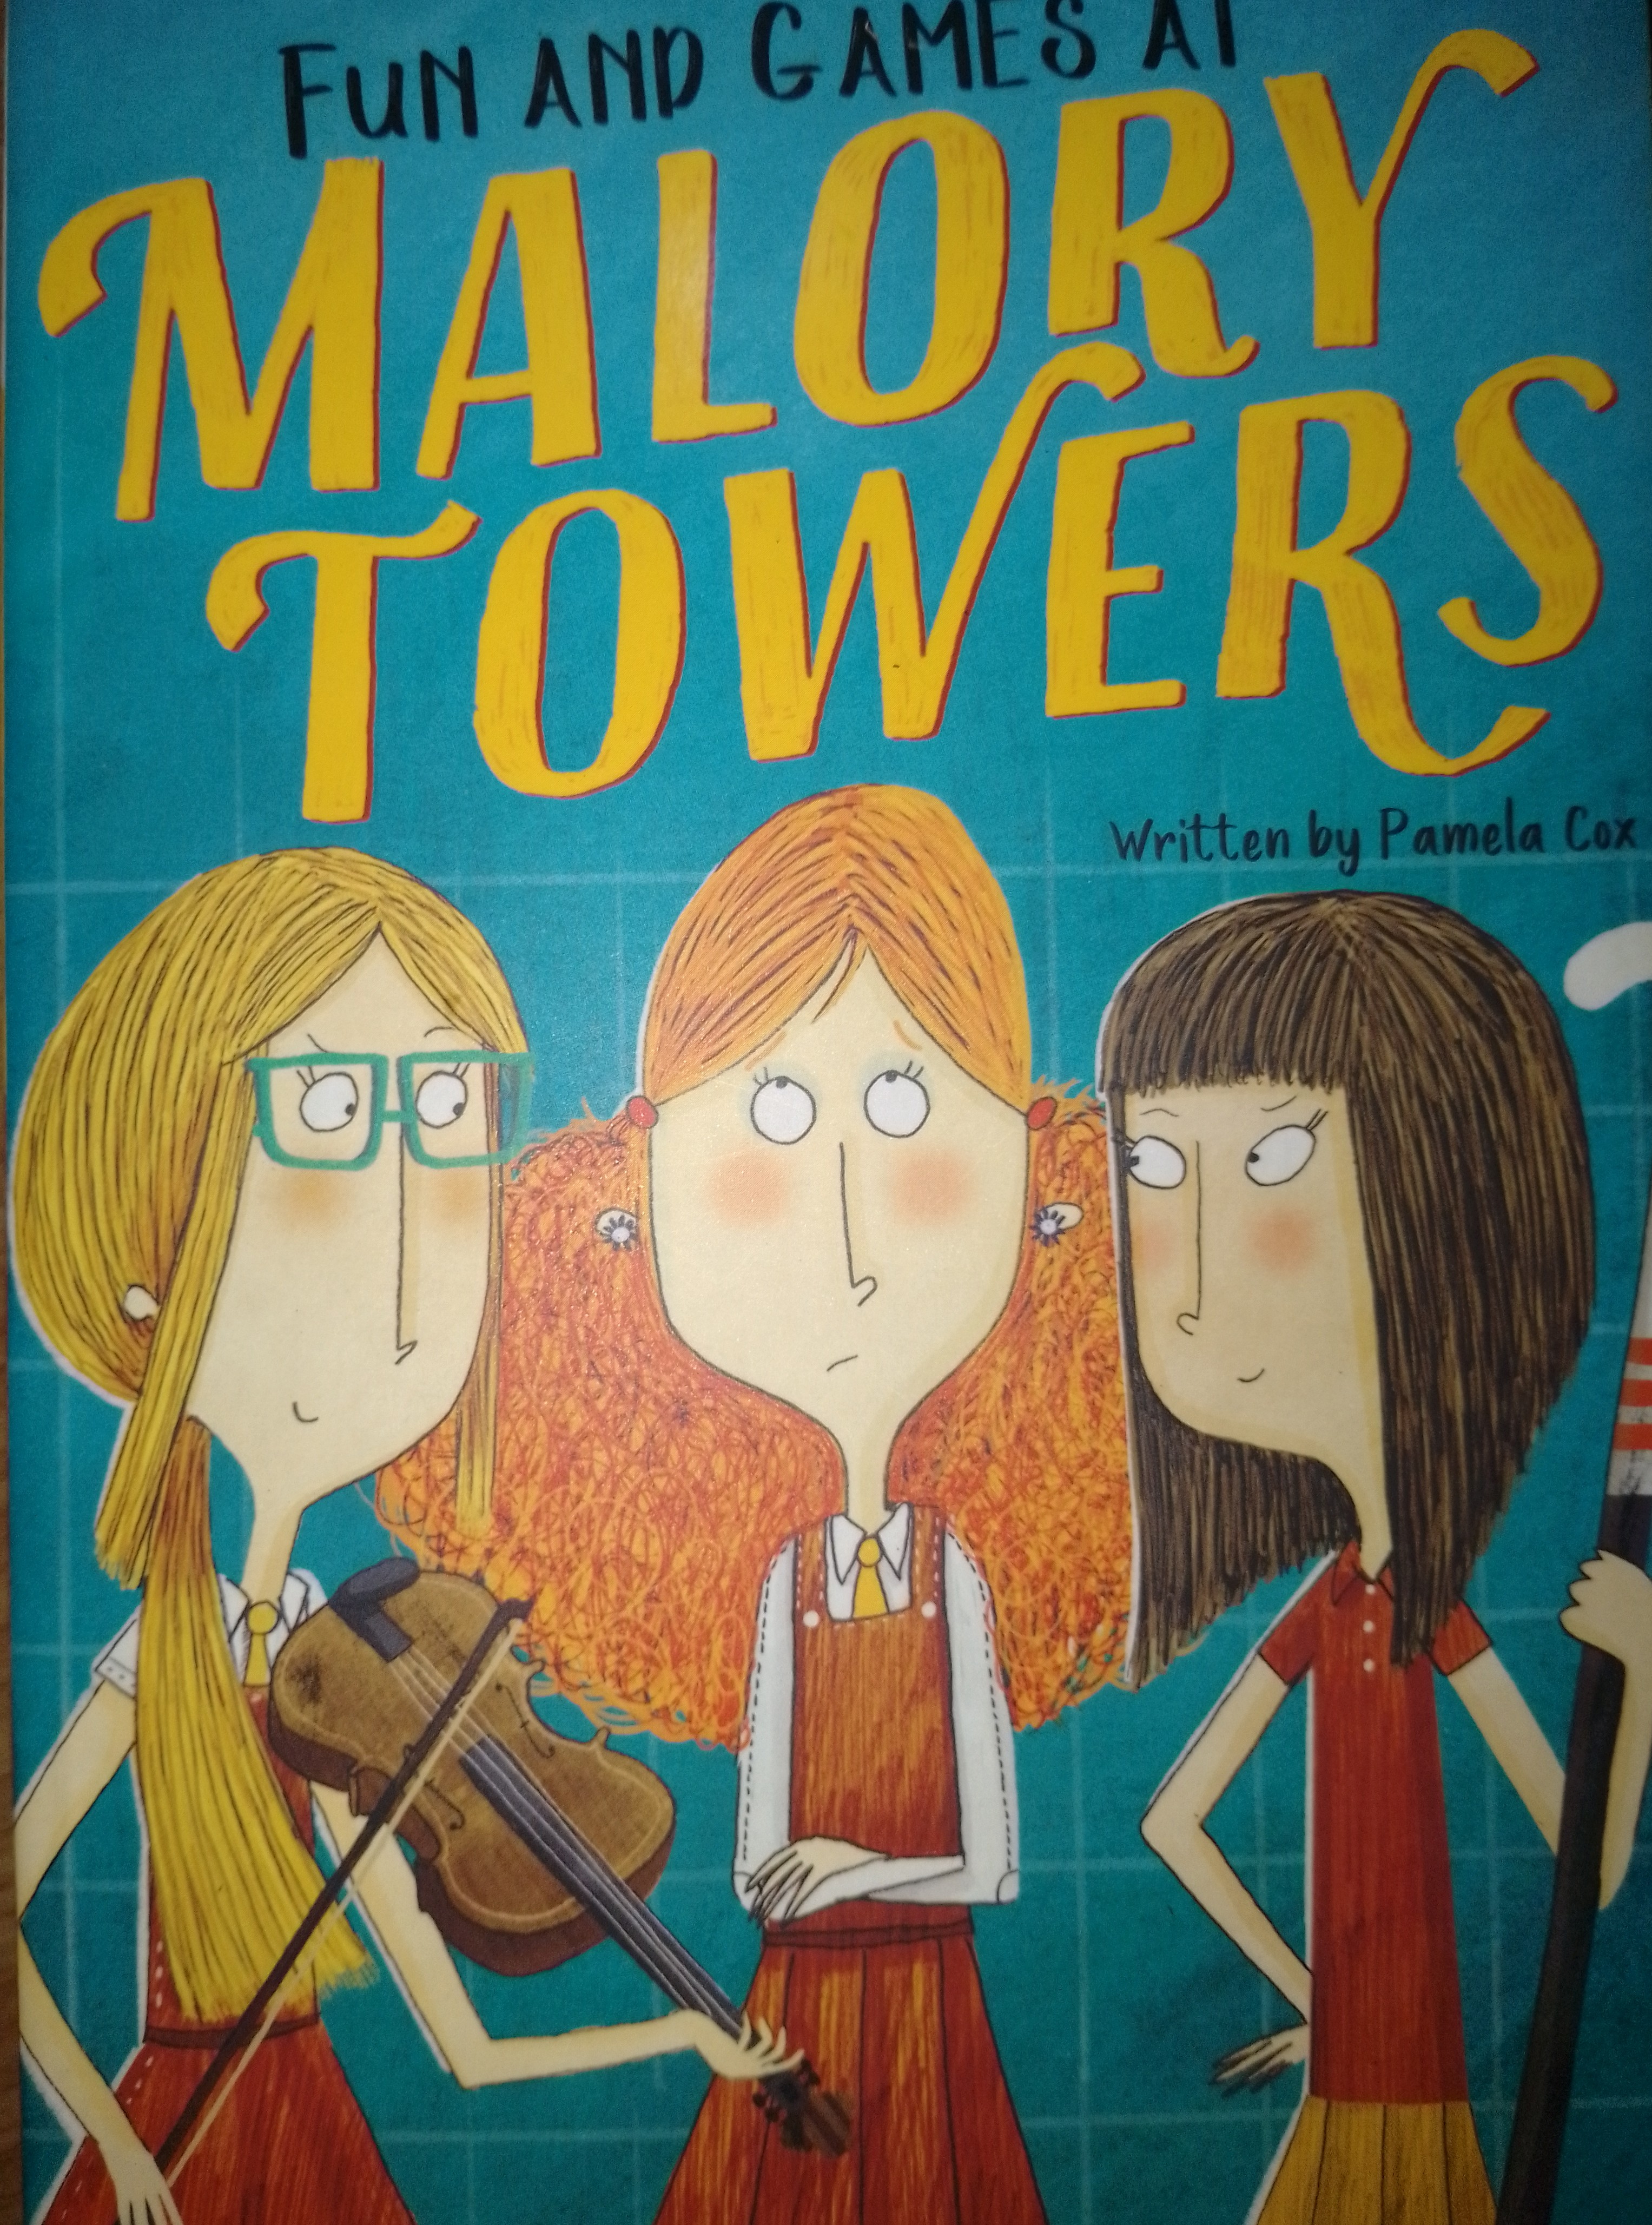 FUN AND GAMES AT
MALORY
TOWERS
Written by Pamela Cox